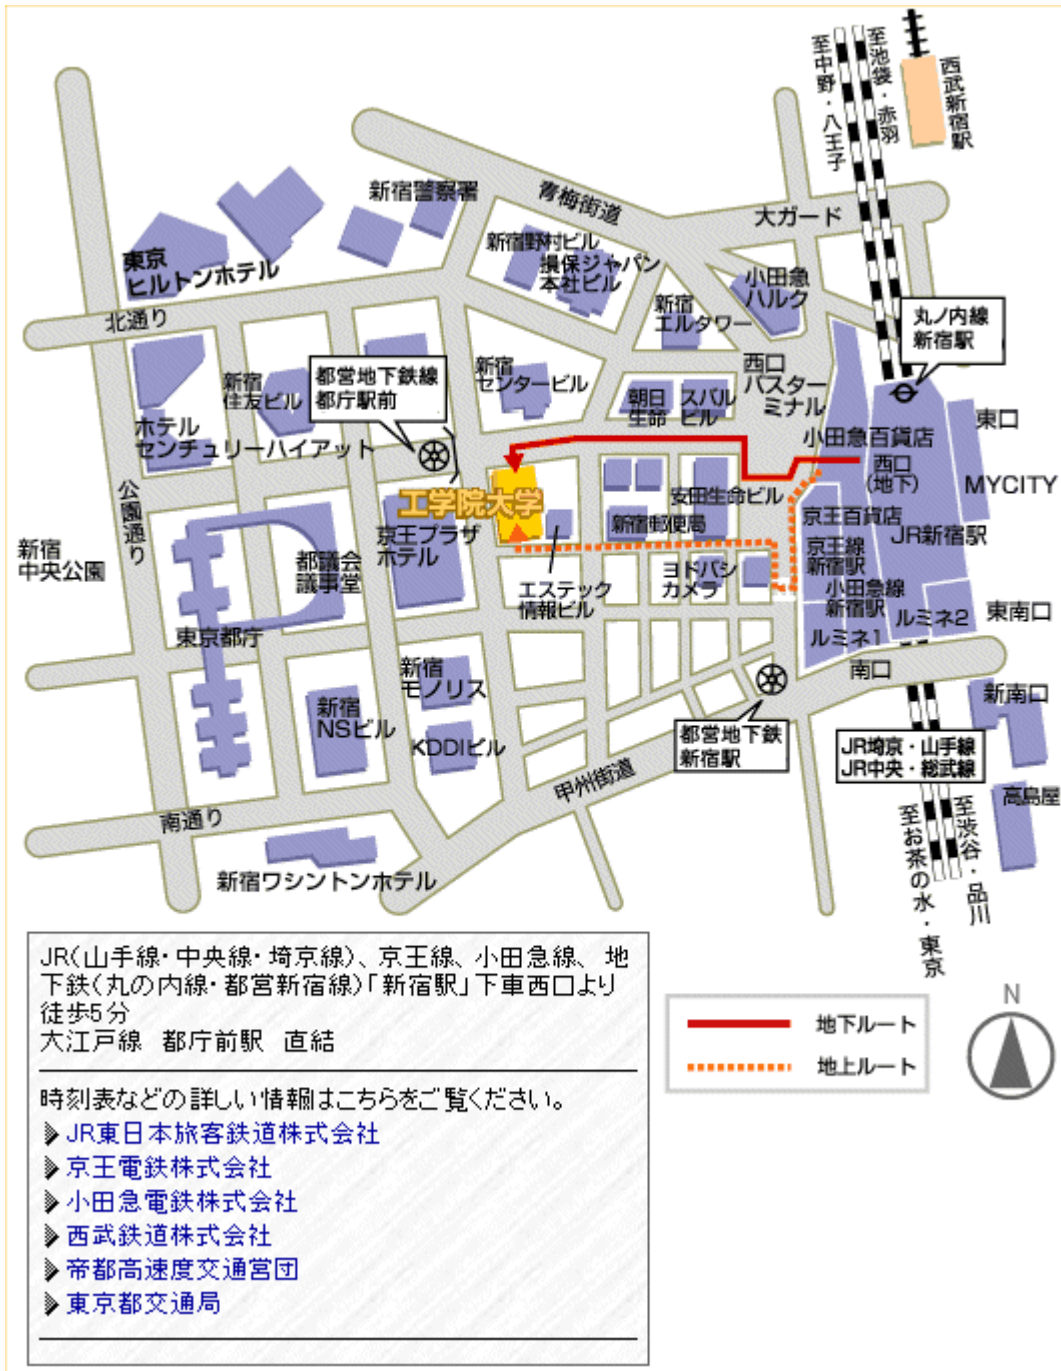 至中野・八王子
至池袋・赤羽
西武新宿駅
新宿警察署
青梅街道
大ガード
東京
ヒルトンホテル
新宿野村ビル
損保ジャパン
本社ビル
小田急
ハルク
新宿
エルタワー
北通り
丸ノ内線
新宿駅
都営地下鉄線
都庁駅前
新宿
住友ビル
新宿
センタービル
西口
バスター
ミナル
朝日
生命
スバル
ビル
ホテル
センチュリーハイアット
小田急百貨店
東口
西口
(地下)
MYCITY
公園通り
工学院大学
安田生命ビル
京王百貨店
新宿郵便局
JR新宿駅
新宿
中央公園
都議会
議事堂
京王プラザ
ホテル
京王線
新宿駅
エステック
情報ビル
ヨドバシ
カメラ
小田急線
新宿駅
東京都庁
ルミネ1
ルミネ2
東南口
南口
新宿
モノリス
新南口
新宿
NSビル
KDDIビル
都営地下鉄
新宿駅
JR埼京・山手線
JR中央・総武線
甲州街道
高島屋
南通り
新宿ワシントンホテル
至お茶の水・東京
至渋谷・品川
JR(山手線・中央線・埼京線)、京王線、小田急線、地
下鉄(丸の内線・都営新宿線)「新宿駅」下車西口より
徒歩5分
大江戸線 都庁前駅 直結
時刻表などの詳しい情報はこちらをご覧ください。
JR東日本旅客鉄道株式会社
京王電鉄株式会社
小田急電鉄株式会社
西武鉄道株式会社
帝都高速度交通営団
東京都交通局
地下ルート
地上ルート
N